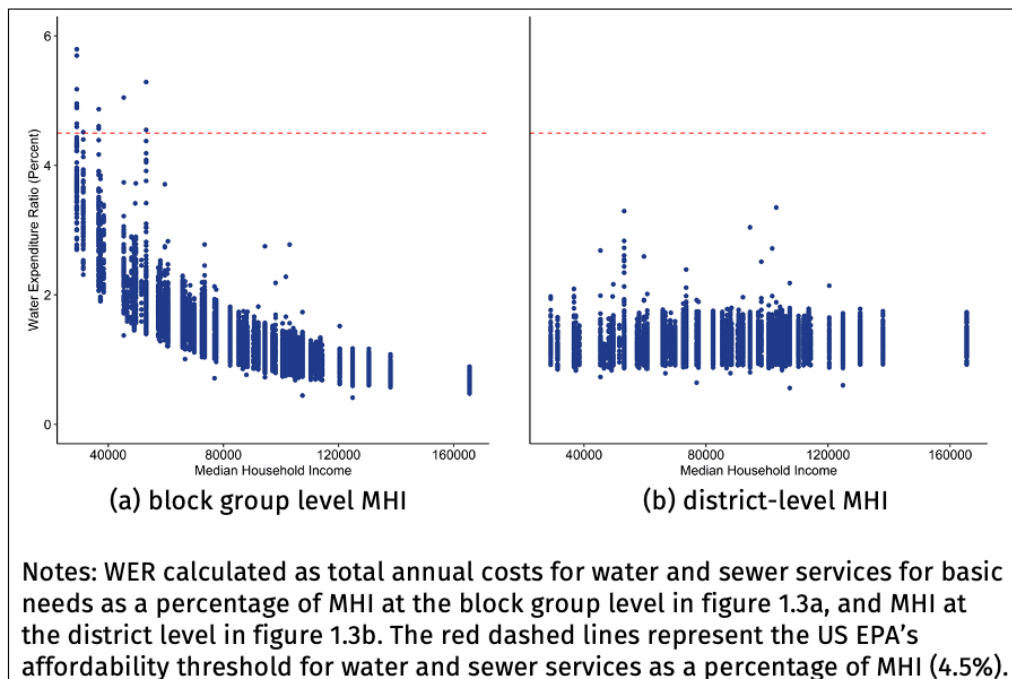 Water Expenditure Ratio (Percent)
6
4
2
0
40000 80000 120000 160000
Median Household Income
40000 80000 120000 160000
Median Household Income
(a) block group level MHI
(b) district-level MHI
Notes: WER calculated as total annual costs for water and sewer services for basic
needs as a percentage of MHI at the block group level in figure 1.3a, and MHI at
the district level in figure 1.3b. The red dashed lines represent the US EPA's
affordability threshold for water and sewer services as a percentage of MHI (4.5%).